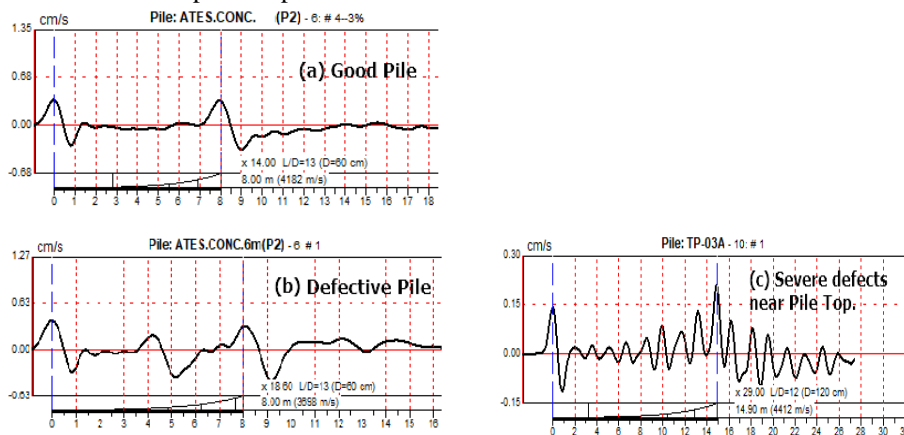 Pile: ATES.CONC. (P2) - 6: # 4--3%
cm/s
1.35
(a) Good Pile
0.68
0.00
x 14.00 L/D=13 (D=60 cm)
-0.68
8.00 m (4182 m/s)
0 1 2 3 4 5 6 7 8 9 10 11 12 13 14 15 16 17 18
Pile: ATES.CONC.6m(P2) - 6: # 1
cm/s
1.27
(b) Defective Pile
0.63
0.00
x 18.60 L/D=13 (D=60 cm)
-0.63
8.00 m (3658 m/s)
0 1 2 3 4 5 6 7 8 9 10 11 12 13 14 15 16
Pile: TP-03A - 10: # 1
cm/s
0.30
(c) Severe defects
near Pile Top.
0.15
0.00
x 29.00 L/D=12 (D=120 cm)
-0.15
14.90 m (4412 m/s)
0 2 4 6 8 10 12 14 16 18 20 22 24 26 28 30